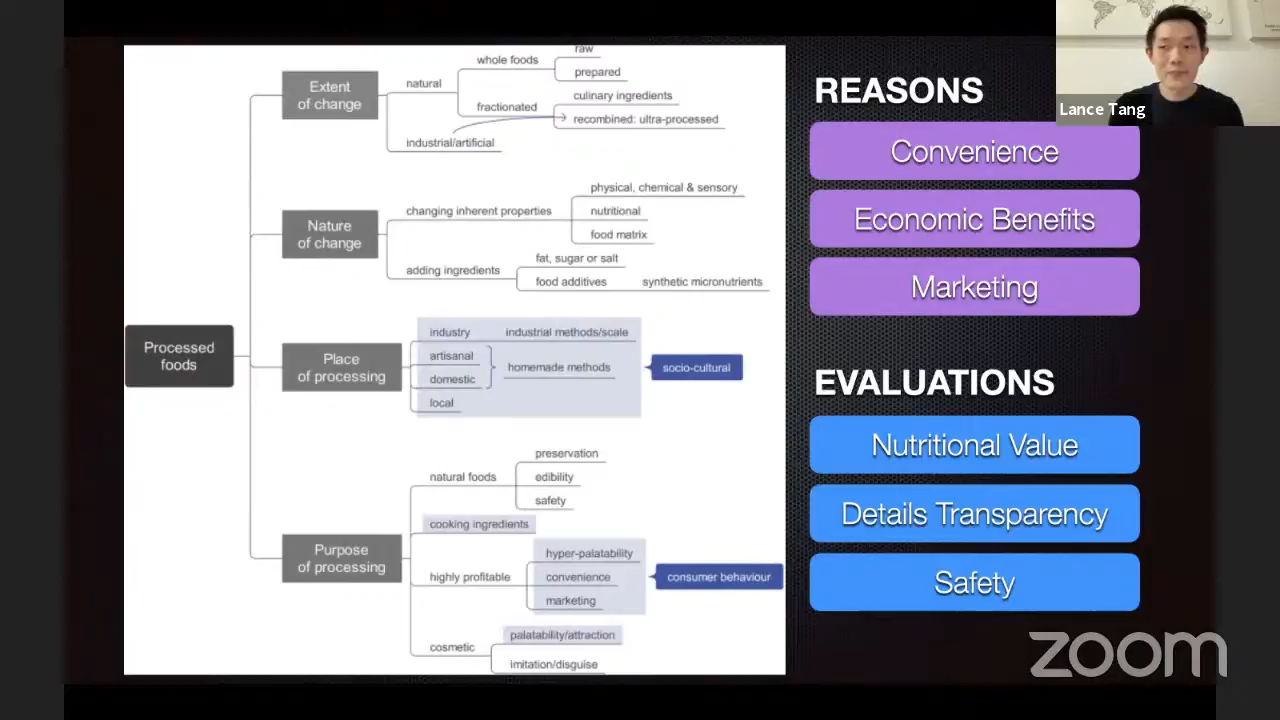 Processed
foods
Extent
of change
natural
whole foods
raw
prepared
fractionated
culinary ingredients
recombined: ultra-processed
industrial/artificial
Nature
of change
changing inherent properties
physical, chemical & sensory
nutritional
food matrix
adding ingredients
fat, sugar or salt
food additives
synthetic micronutrients
Place
of processing
industry
industrial methods/scale
artisanal
domestic
homemade methods
local
socio-cultural
Purpose
of processing
natural foods
preservation
edibility
safety
cooking ingredients
highly profitable
hyper-palatability
convenience
marketing
consumer behaviour
cosmetic
palatability/attraction
imitation/disguise
REASONS
Convenience
Economic Benefits
Marketing
EVALUATIONS
Nutritional Value
Details Transparency
Safety
Lance Tang
zoom